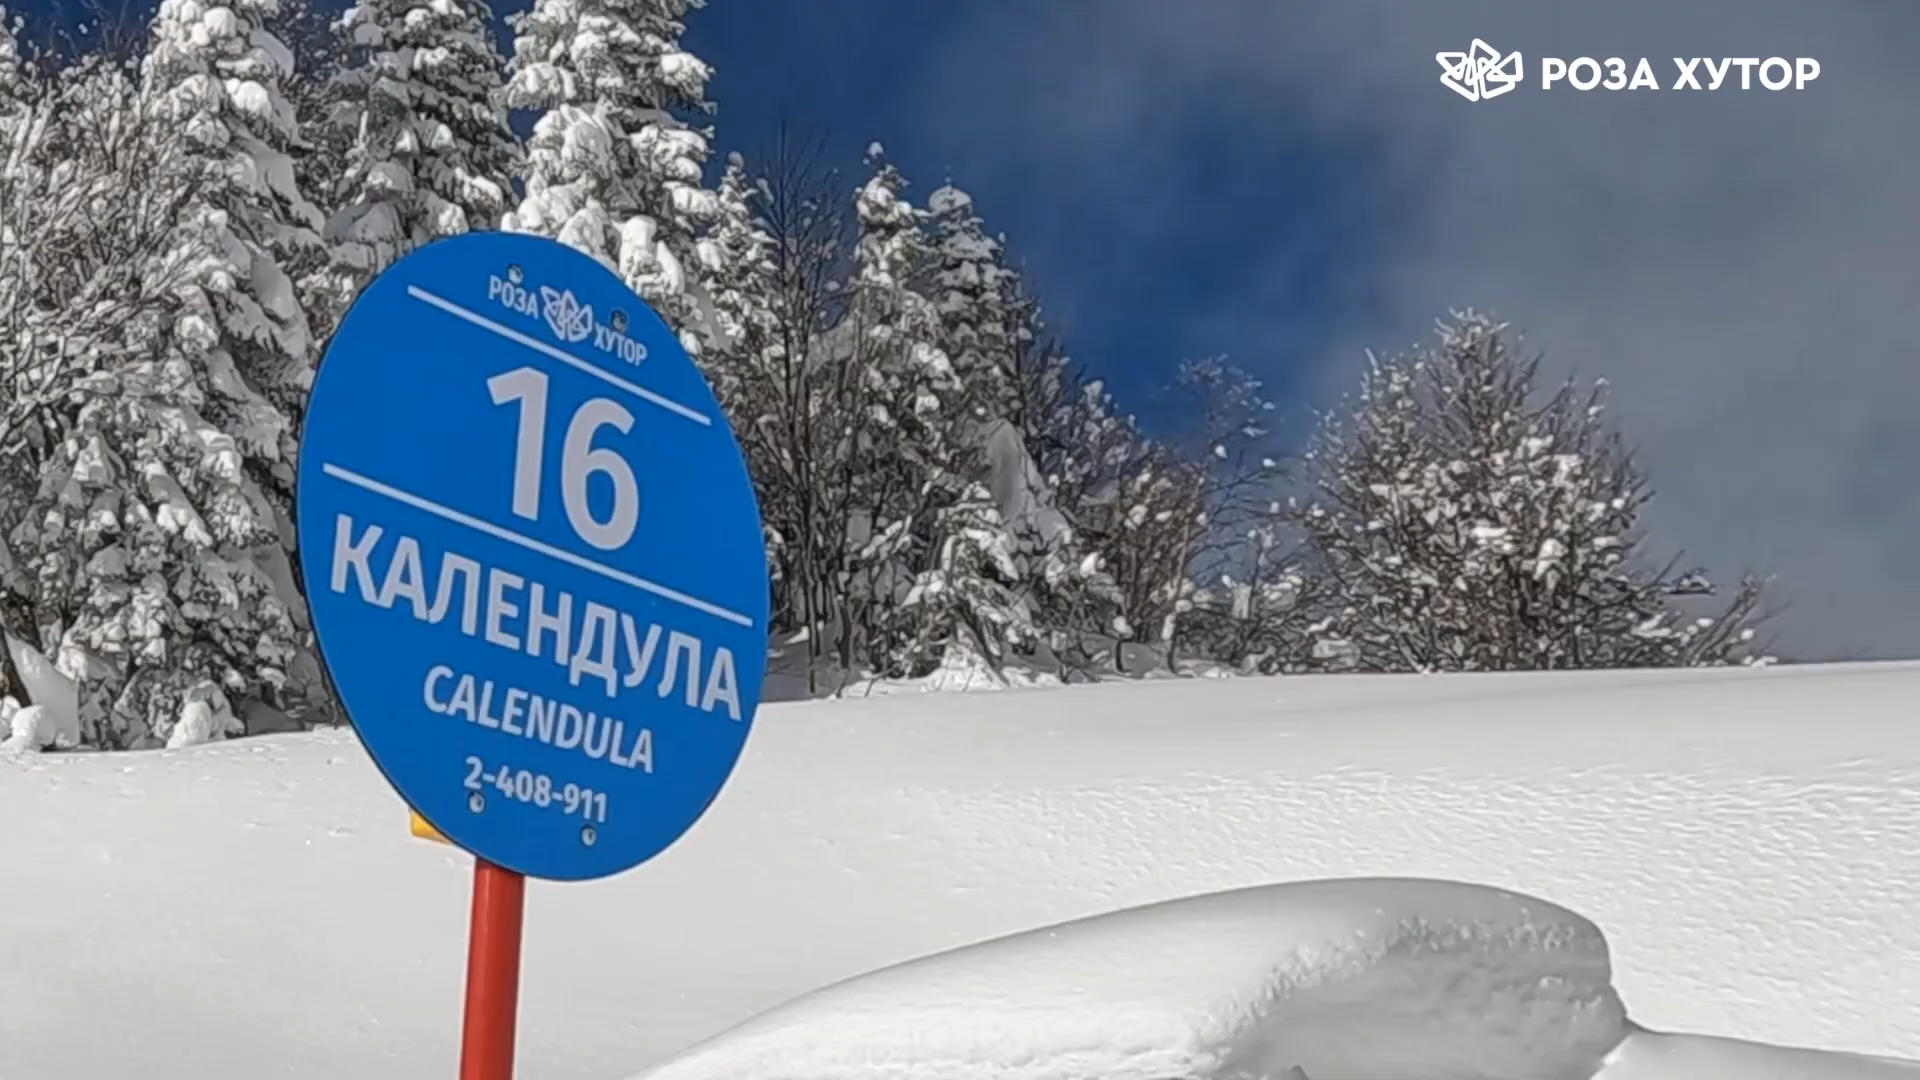 РОЗА ХУТОР
РОЗА ХУТОР
16
КАЛЕНДУЛА
CALENDULA
2-408-911